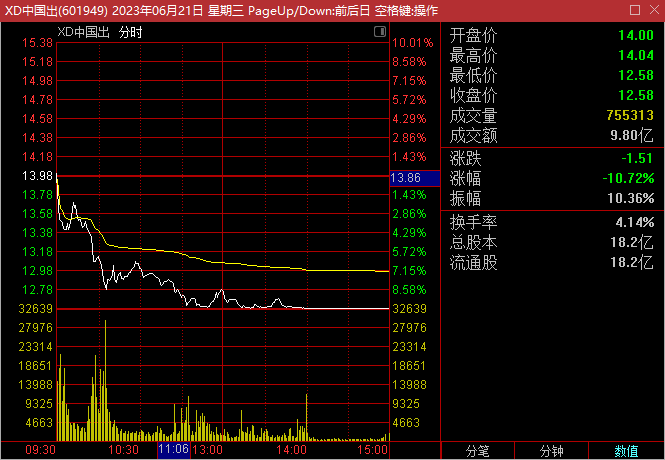 XD中国出(601949) 2023年06月21日 星期三 PageUp/Down:前后日 空格键:操作
XD中国出 分时
15.38 10.01%
15.18 8.58%
14.98 7.15%
14.78 5.72%
14.58 4.29%
14.38 2.86%
14.18 1.43%
13.98 13.86
13.78 1.43%
13.58 2.86%
13.38 4.29%
13.18 5.72%
12.98 7.15%
12.78 8.58%
32639 32639
27976 27976
23314 23314
18651 18651
13988 13988
9325 9325
4663 4663
09:30 10:30 11:06 13:00 14:00 15:00
开盘价 14.00
最高价 14.04
最低价 12.58
收盘价 12.58
成交量 755313
成交额 9.80亿
涨跌 -1.51
涨幅 -10.72%
振幅 10.36%
换手率 4.14%
总股本 18.2亿
流通股 18.2亿
分笔 分钟 数值